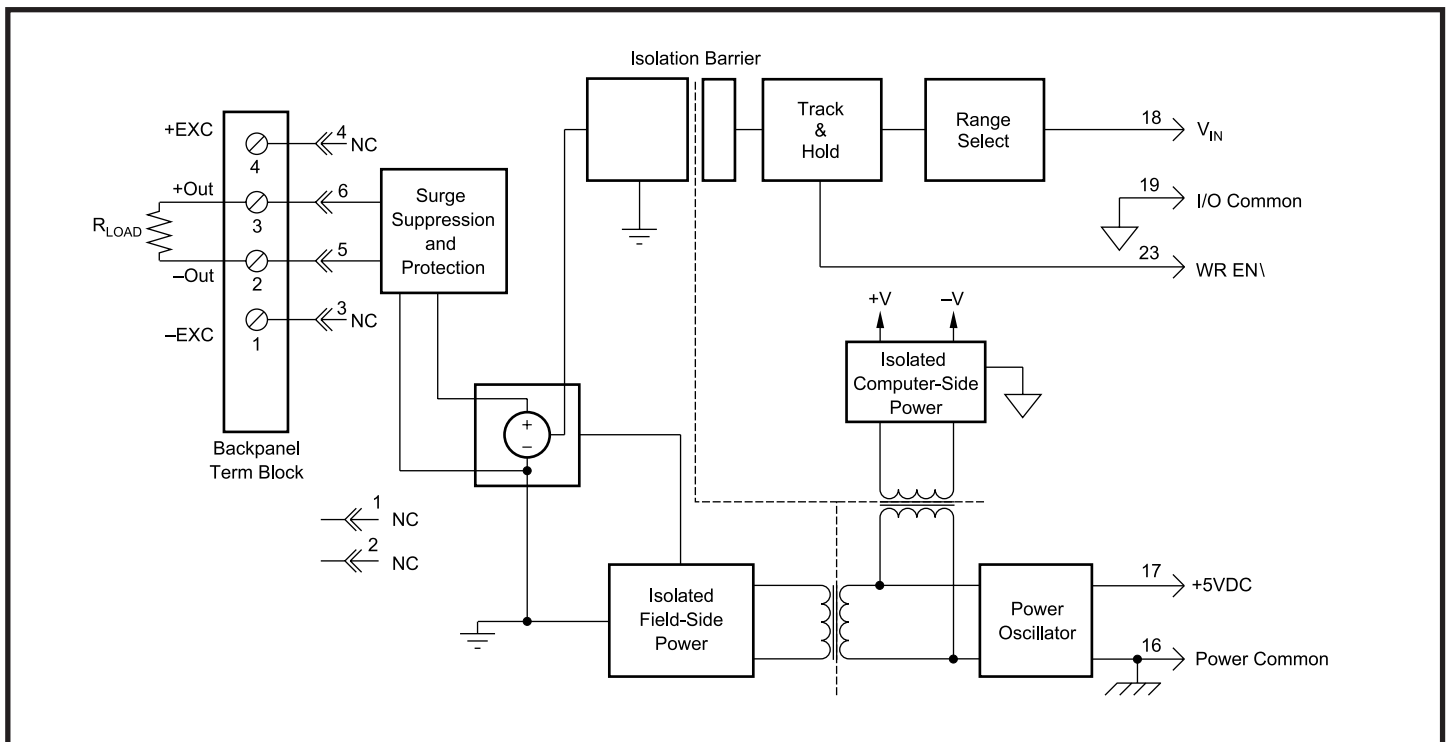 Isolation Barrier
Track
&
Hold
Range
Select
18
V_IN
19
I/O Common
23
WR EN\
+EXC
4
NC
4
+Out
6
3
R_LOAD
–Out
5
2
–EXC
3
NC
1
Surge
Suppression
and
Protection
Backpanel
Term Block
1
NC
2
NC
+
–
+V
–V
Isolated
Computer-Side
Power
Isolated
Field-Side
Power
Power
Oscillator
17
+5VDC
16
Power Common